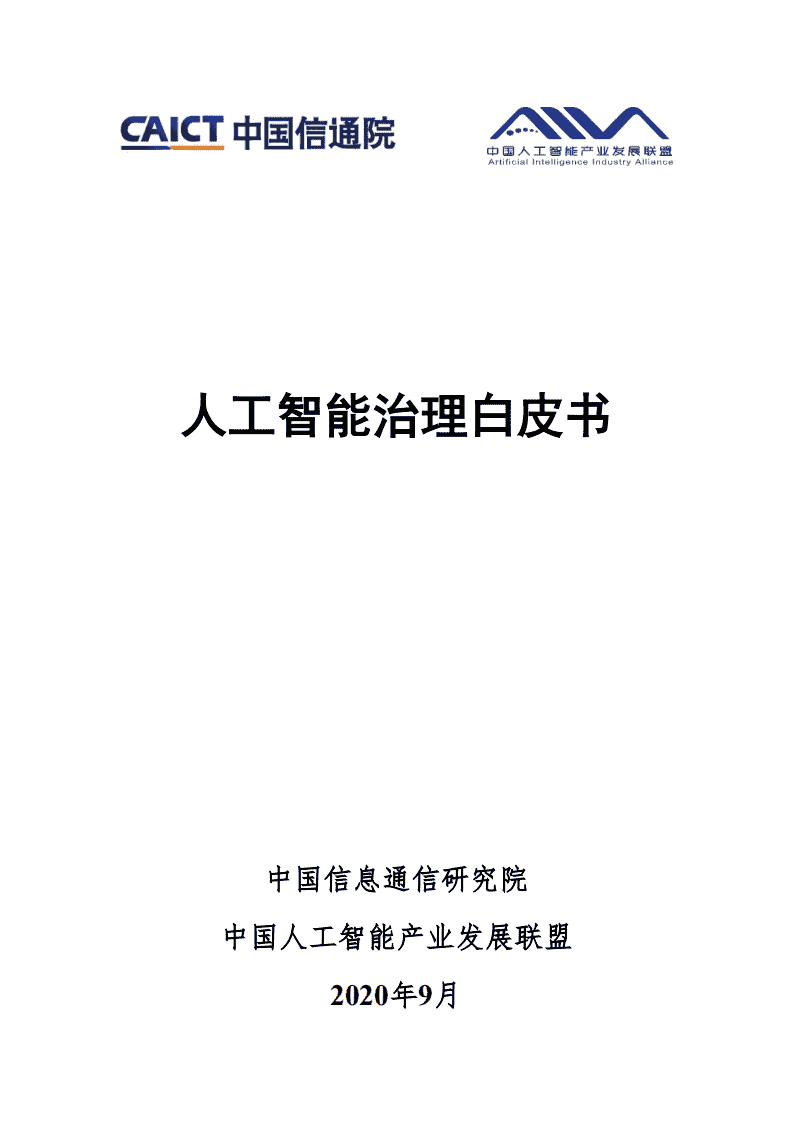 CAICT 中国信通院
中国人工智能产业发展联盟
Artificial Intelligence Industry Alliance
人工智能治理白皮书
中国信息通信研究院
中国人工智能产业发展联盟
2020年9月